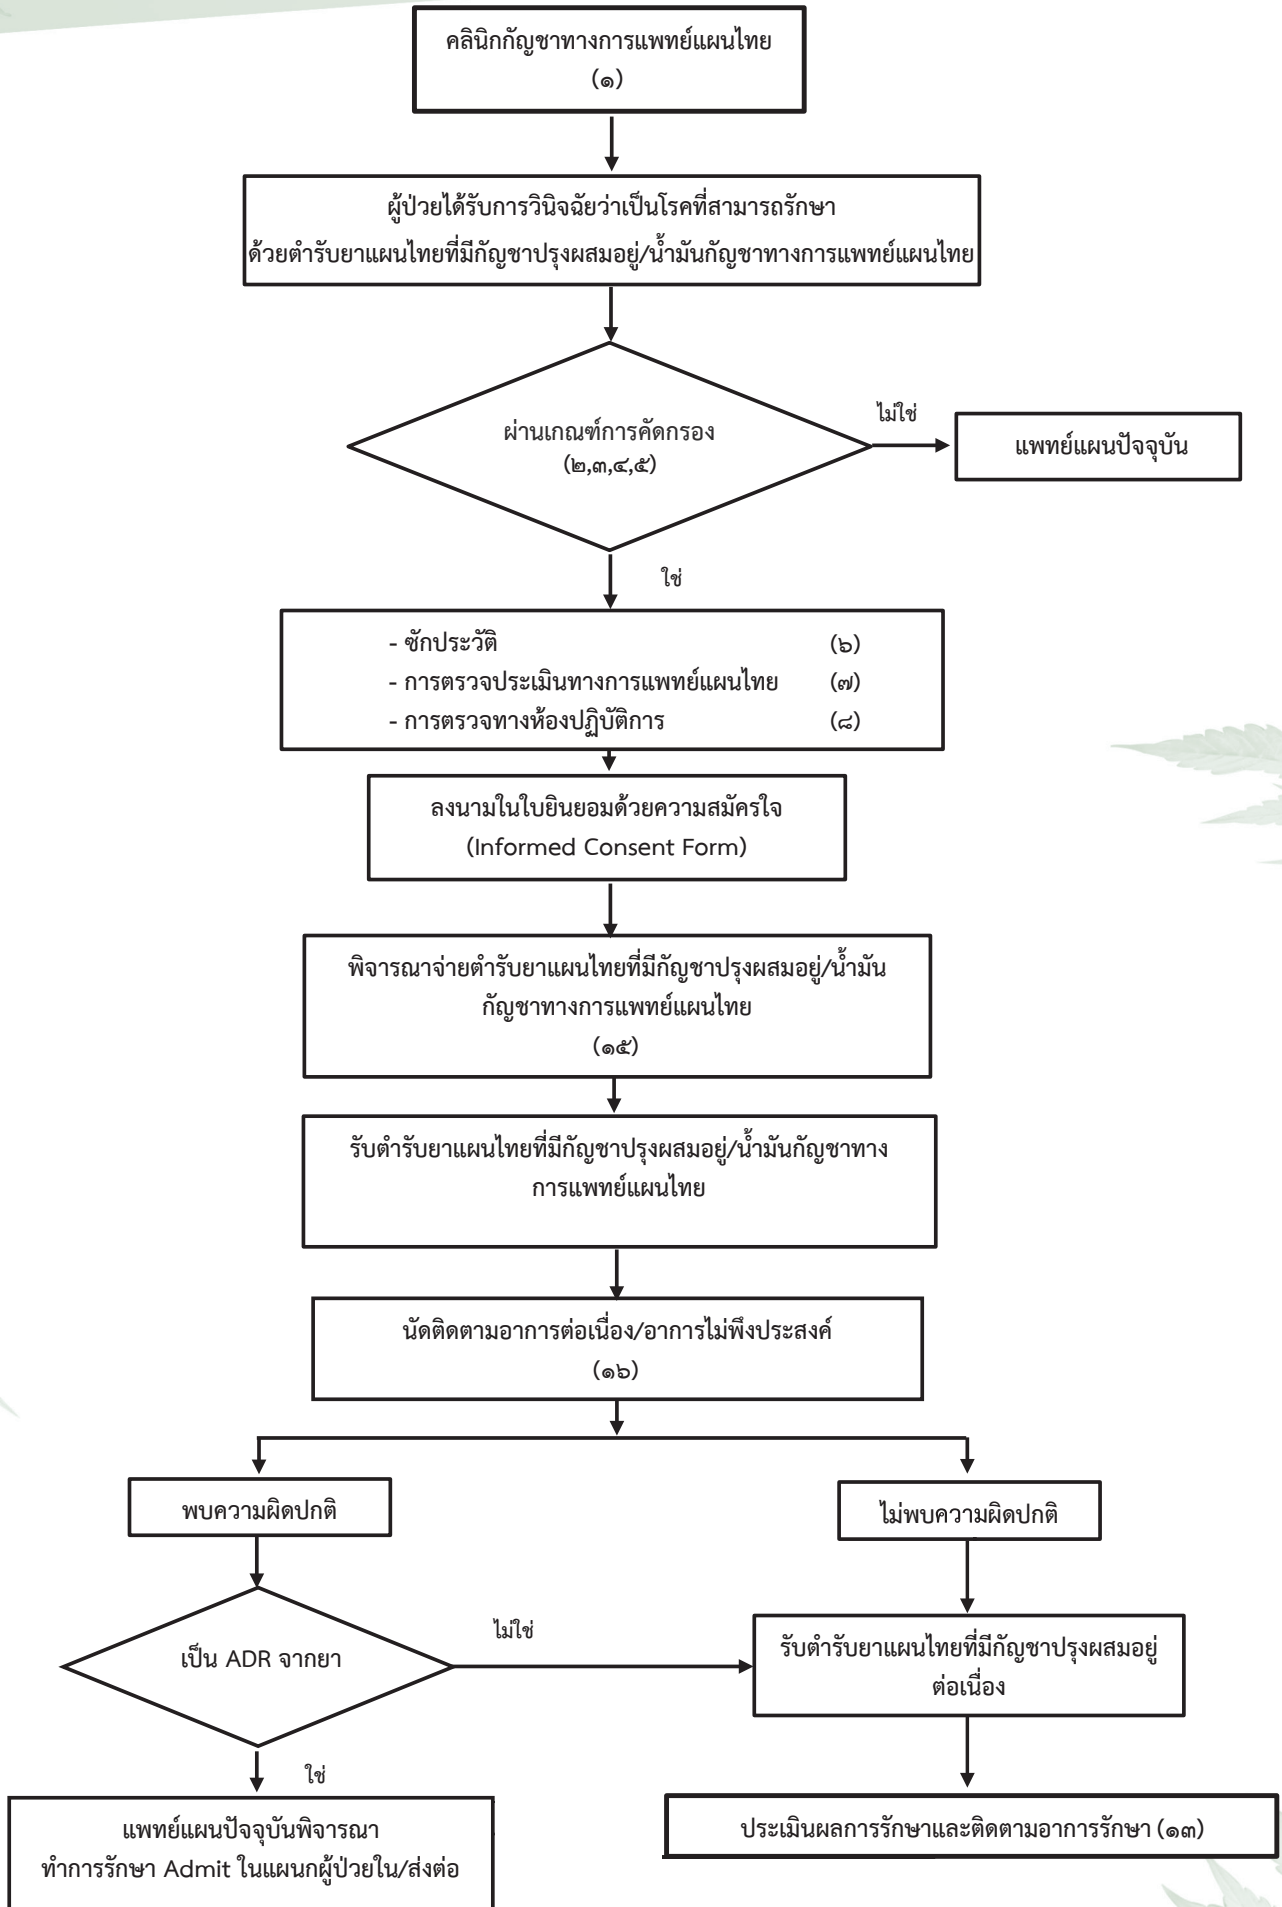 คลินิกกัญชาทางการแพทย์แผนไทย
(๑)
ผู้ป่วยได้รับการวินิจฉัยว่าเป็นโรคที่สามารถรักษา
ด้วยตำรับยาแผนไทยที่มีกัญชาปรุงผสมอยู่/น้ำมันกัญชาทางการแพทย์แผนไทย
ผ่านเกณฑ์การคัดกรอง
(๒,๓,๔,๕)
ไม่ใช่
แพทย์แผนปัจจุบัน
ใช่
- ซักประวัติ (๖)
- การตรวจประเมินทางการแพทย์แผนไทย (๗)
- การตรวจทางห้องปฏิบัติการ (๘)
ลงนามในใบยินยอมด้วยความสมัครใจ
(Informed Consent Form)
พิจารณาจ่ายตำรับยาแผนไทยที่มีกัญชาปรุงผสมอยู่/น้ำมัน
กัญชาทางการแพทย์แผนไทย
(๑๕)
รับตำรับยาแผนไทยที่มีกัญชาปรุงผสมอยู่/น้ำมันกัญชาทาง
การแพทย์แผนไทย
นัดติดตามอาการต่อเนื่อง/อาการไม่พึงประสงค์
(๑๖)
พบความผิดปกติ
ไม่พบความผิดปกติ
เป็น ADR จากยา
ไม่ใช่
รับตำรับยาแผนไทยที่มีกัญชาปรุงผสมอยู่
ต่อเนื่อง
ใช่
แพทย์แผนปัจจุบันพิจารณา
ทำการรักษา Admit ในแผนกผู้ป่วยใน/ส่งต่อ
ประเมินผลการรักษาและติดตามอาการรักษา (๑๓)